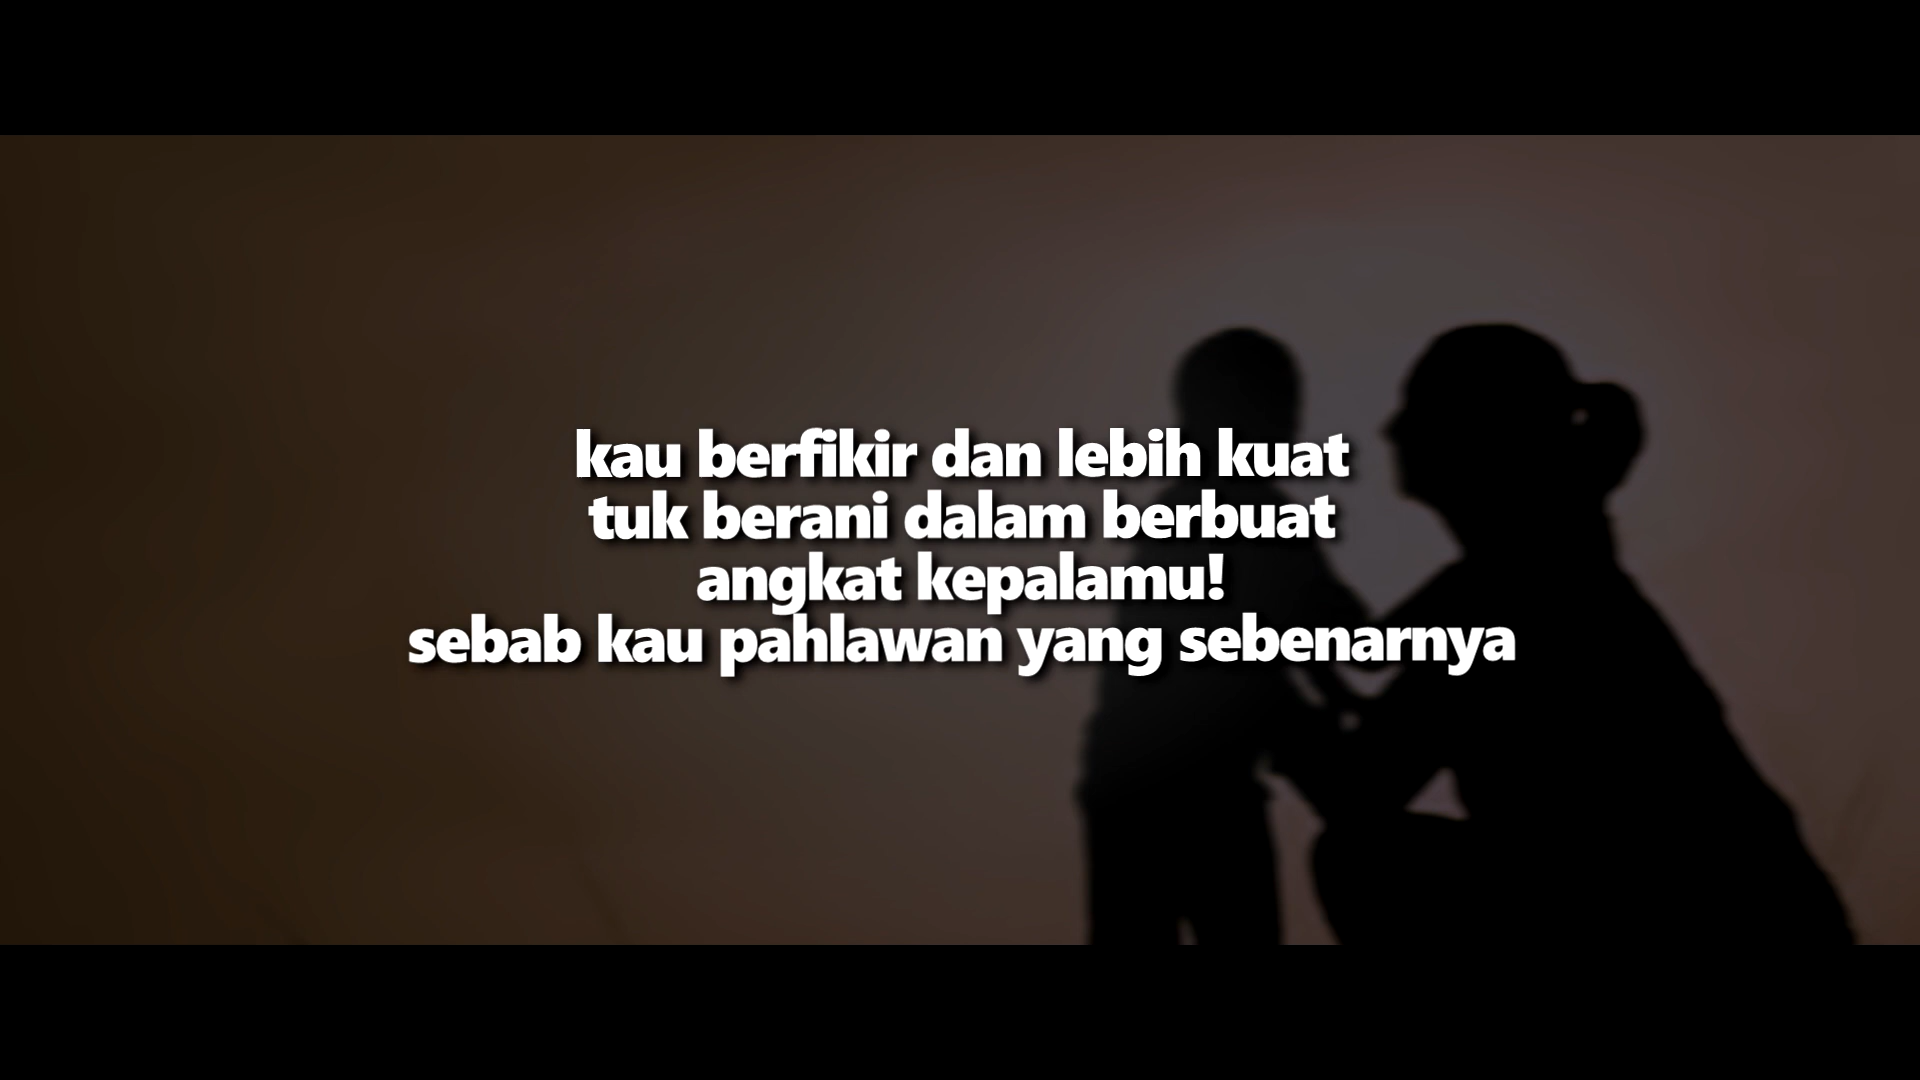 kau berfikir dan lebih kuat
tuk berani dalam berbuat
angkat kepalamu!
sebab kau pahlawan yang sebenarnya